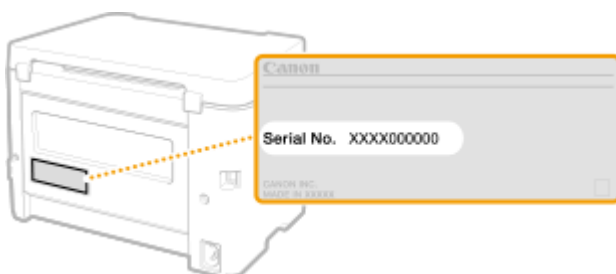 Canon
Serial No. XXXX000000
CANON INC.
MADE IN XXXXX